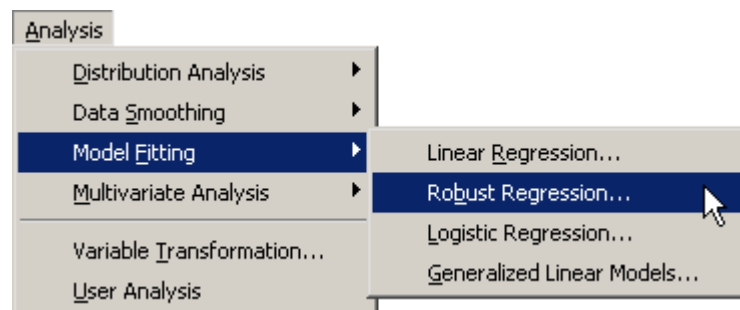 Analysis
Distribution Analysis
Data Smoothing
Model Fitting
Multivariate Analysis
Variable Transformation...
User Analysis
Linear Regression...
Robust Regression...
Logistic Regression...
Generalized Linear Models...